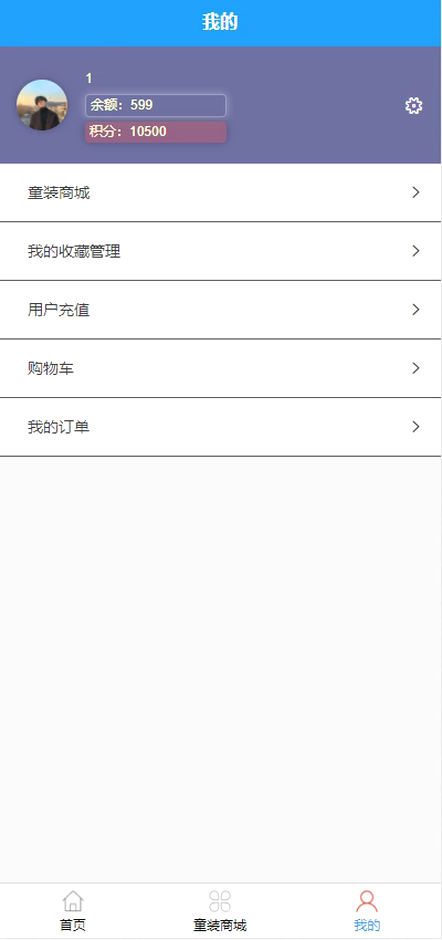 我的
1
余额：599
积分：10500
童装商城
我的收藏管理
用户充值
购物车
我的订单
首页 童装商城 我的